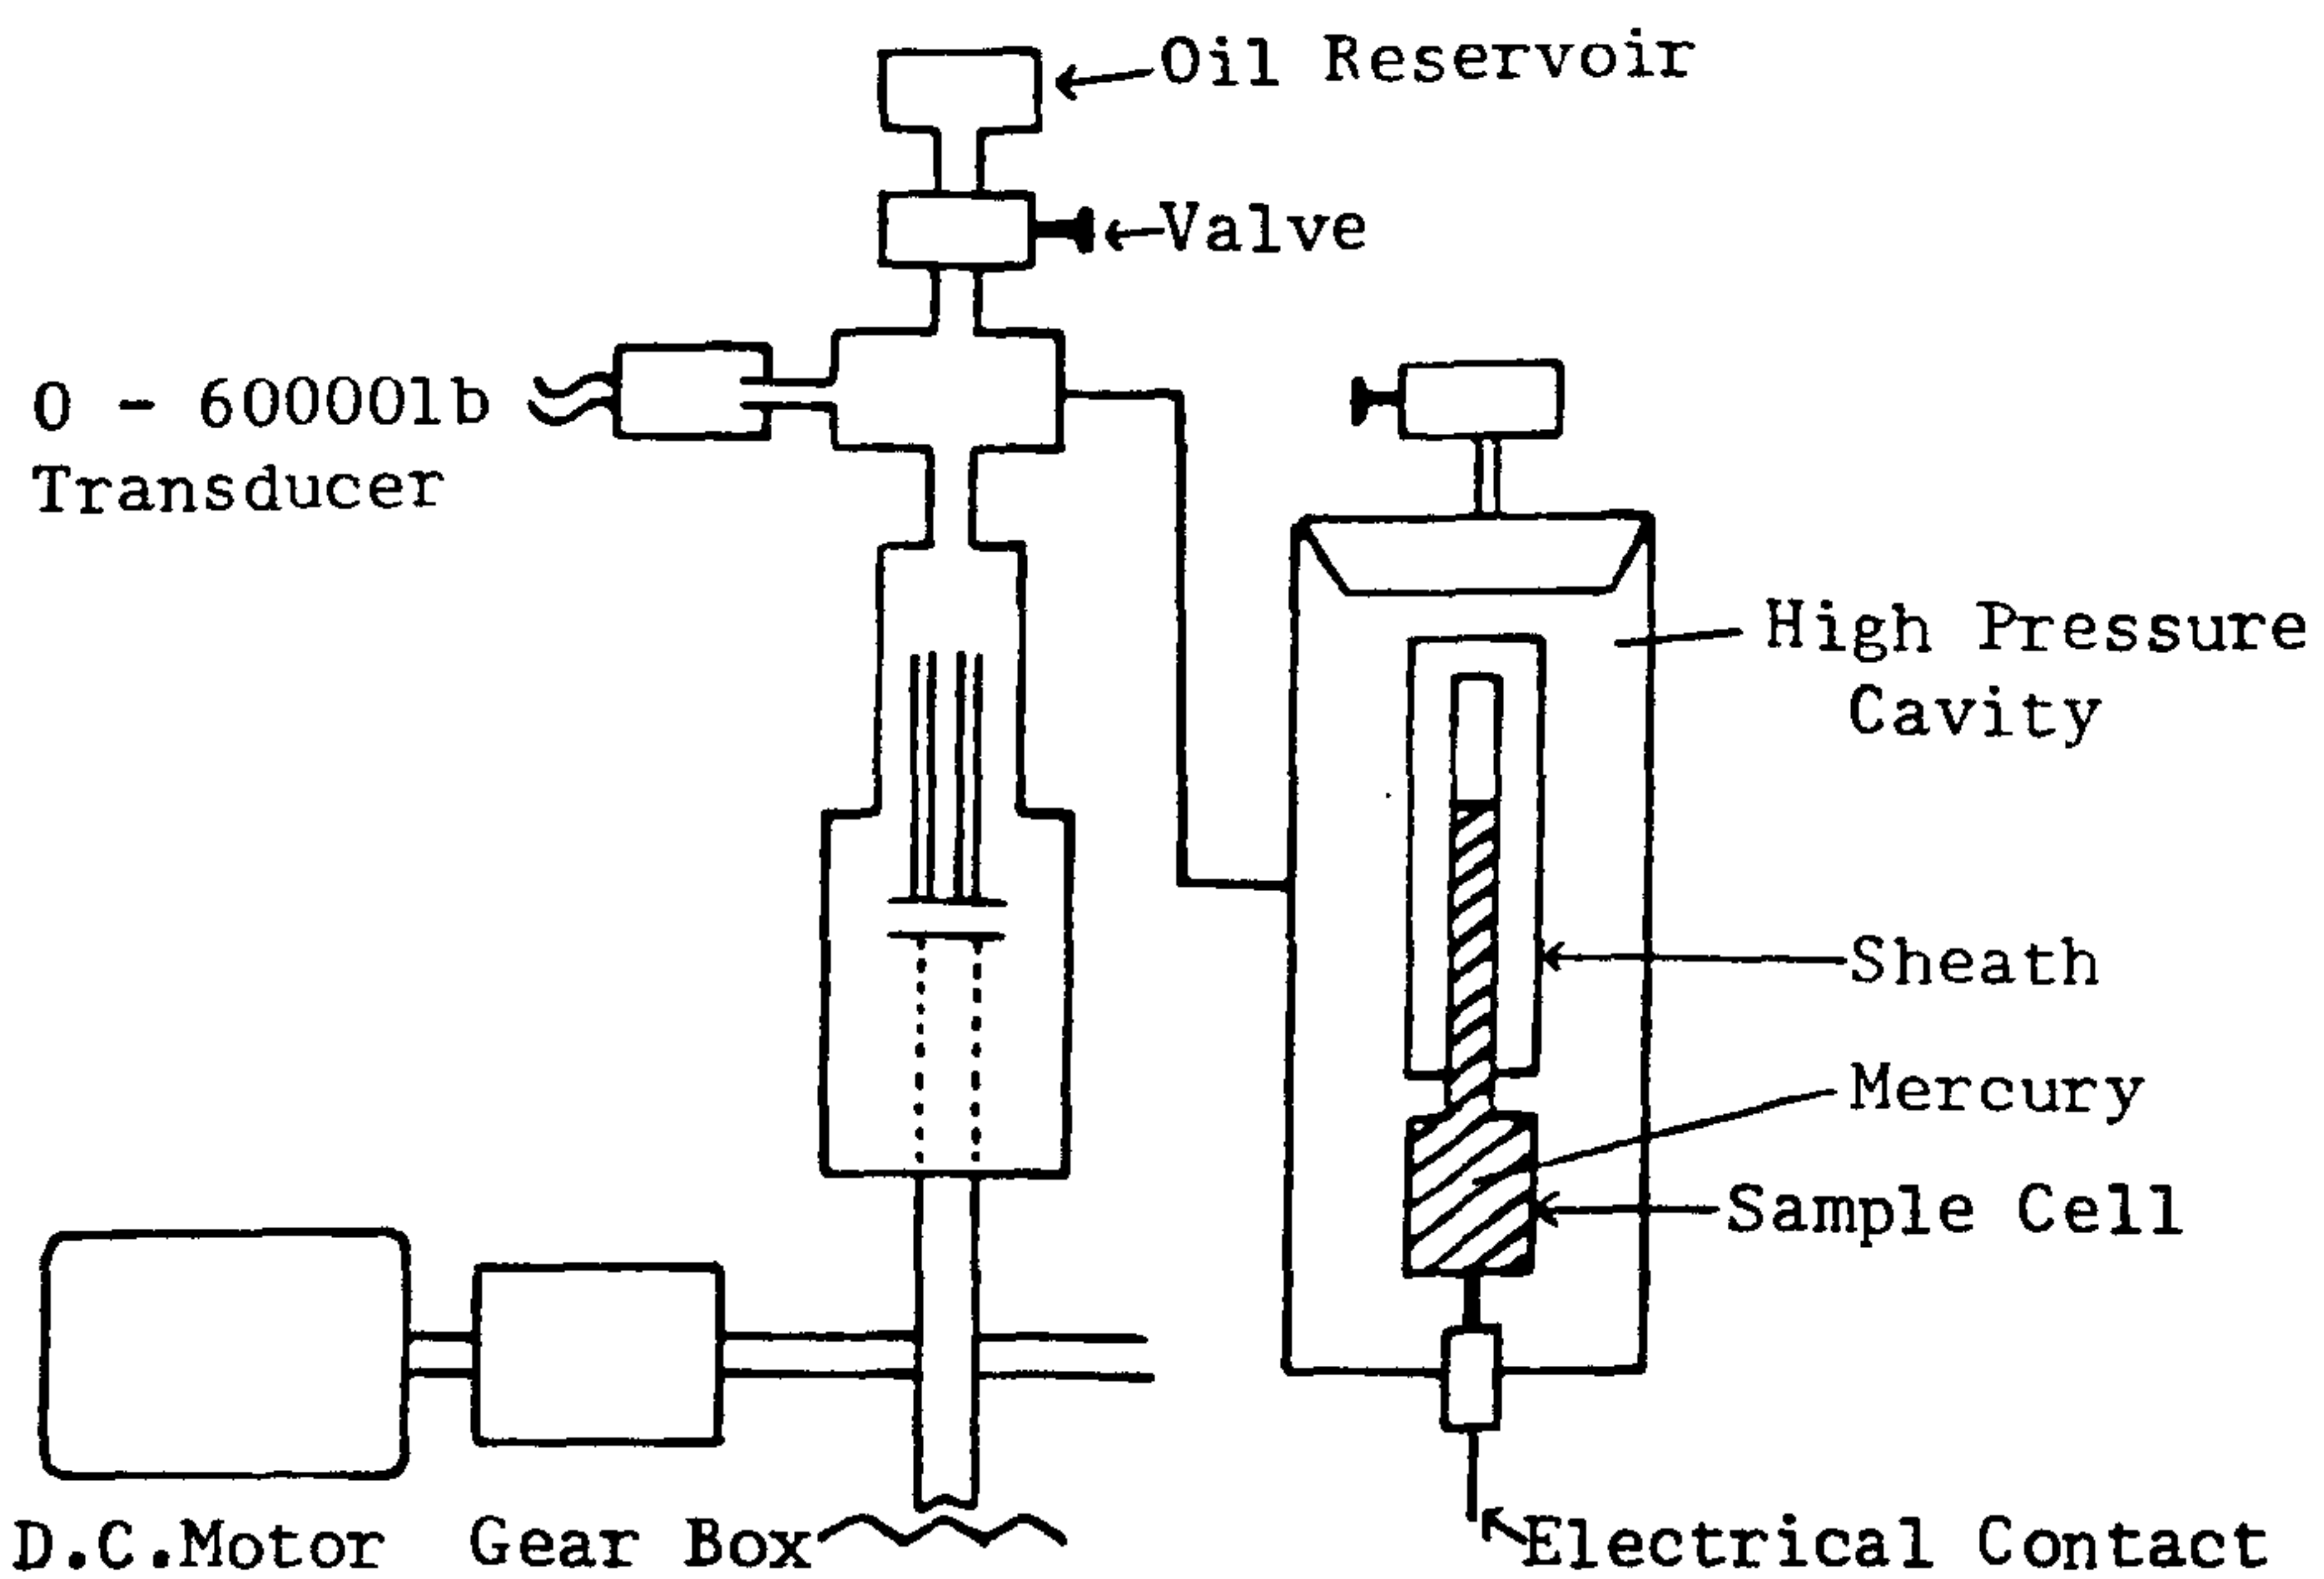 Oil Reservoir
Valve
0 - 60000lb
Transducer
High Pressure
Cavity
Sheath
Mercury
Sample Cell
D.C.Motor
Gear Box
Electrical Contact